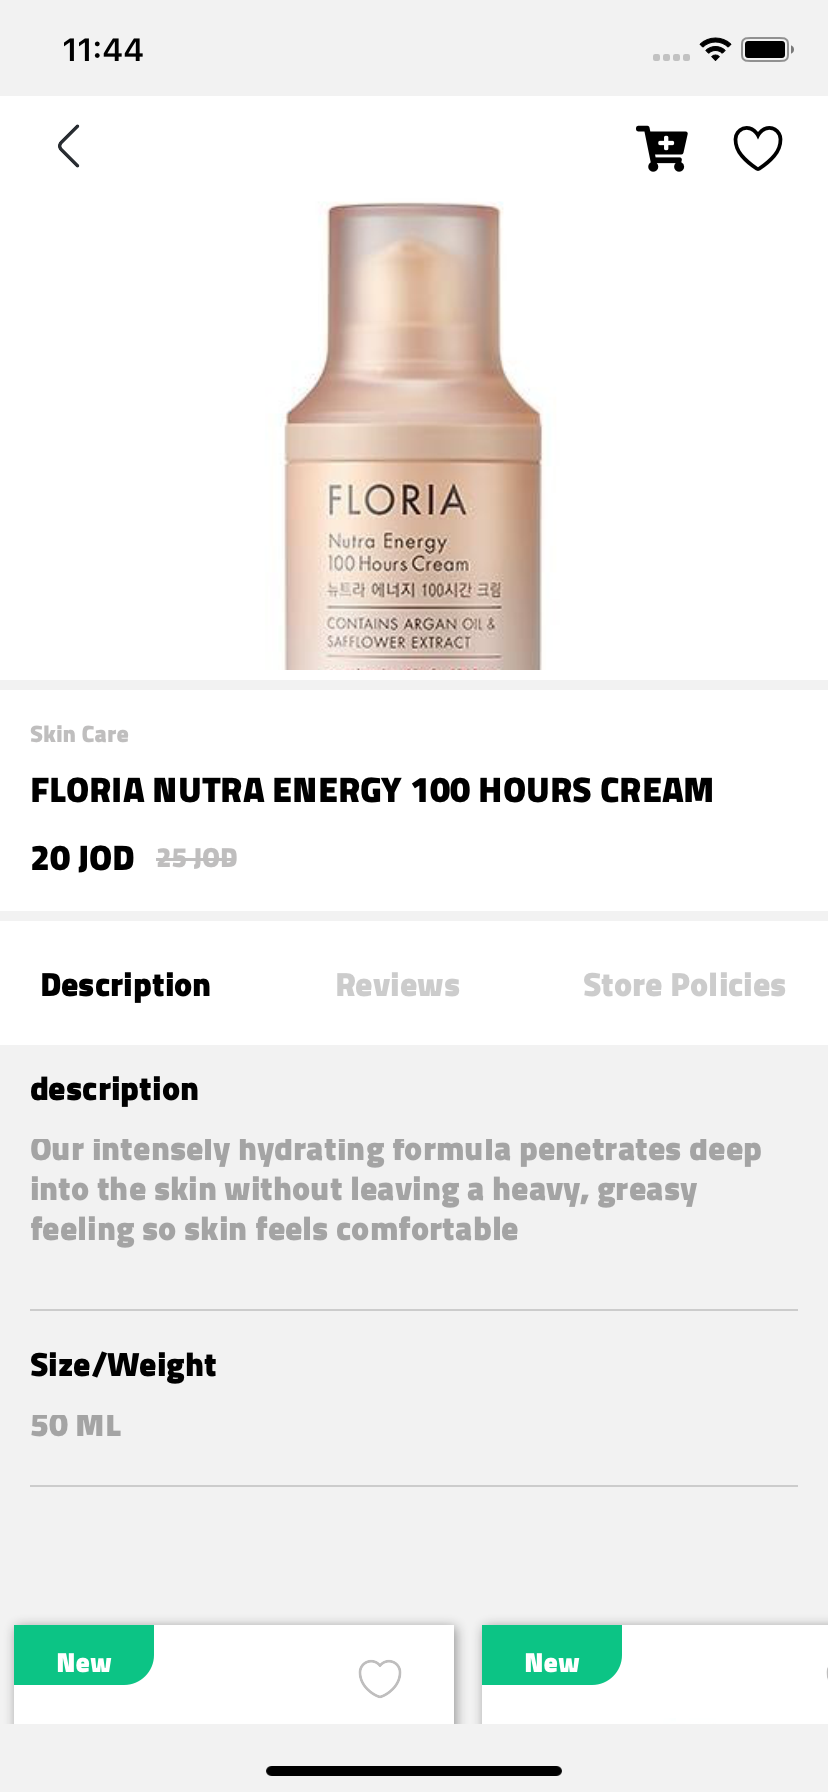 11:44
FLORIA
Nutra Energy
100 Hours Cream
뉴트라 에너지 100시간 크림
CONTAINS ARGAN OIL &
SAFFLOWER EXTRACT
Skin Care
FLORIA NUTRA ENERGY 100 HOURS CREAM
20 JOD 25 JOD
Description Reviews Store Policies
description
Our intensely hydrating formula penetrates deep
into the skin without leaving a heavy, greasy
feeling so skin feels comfortable
Size/Weight
50 ML
New New